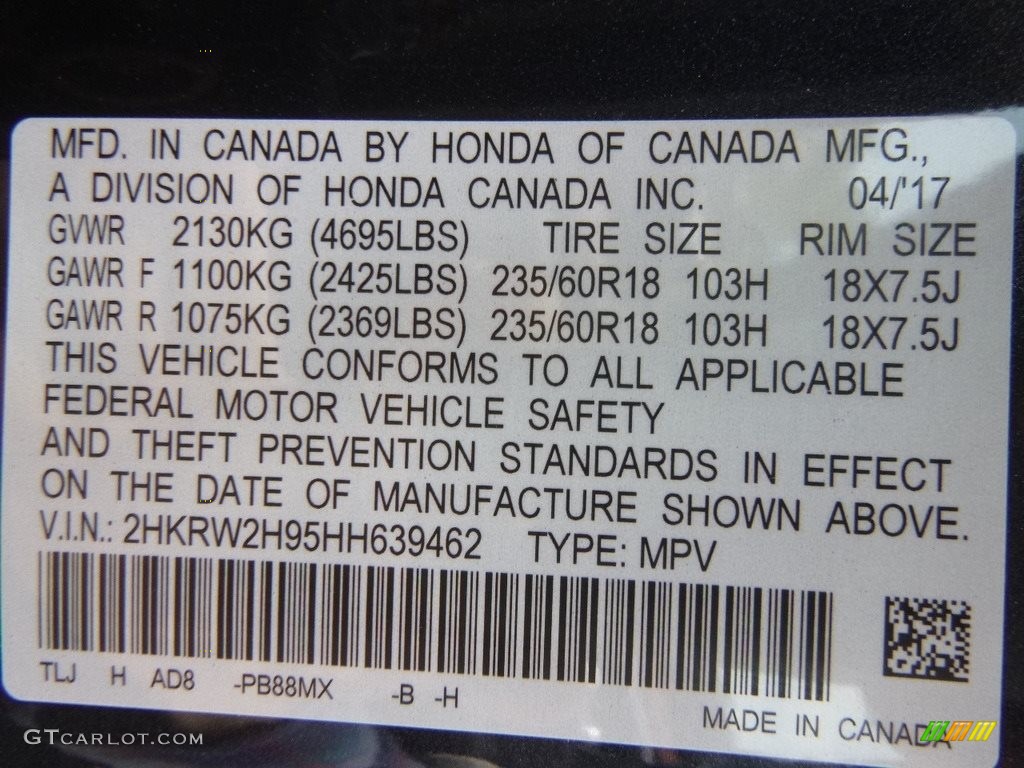 MFD. IN CANADA BY HONDA OF CANADA MFG.,
A DIVISION OF HONDA CANADA INC. 04/'17
GVWR 2130KG (4695LBS) TIRE SIZE RIM SIZE
GAWR F 1100KG (2425LBS) 235/60R18 103H 18X7.5J
GAWR R 1075KG (2369LBS) 235/60R18 103H 18X7.5J
THIS VEHICLE CONFORMS TO ALL APPLICABLE
FEDERAL MOTOR VEHICLE SAFETY
AND THEFT PREVENTION STANDARDS IN EFFECT
ON THE DATE OF MANUFACTURE SHOWN ABOVE.
V.I.N.: 2HKRW2H95HH639462 TYPE: MPV
TLJ H AD8 -PB88MX -B -H
MADE IN CANADA
GTCARLOT.COM